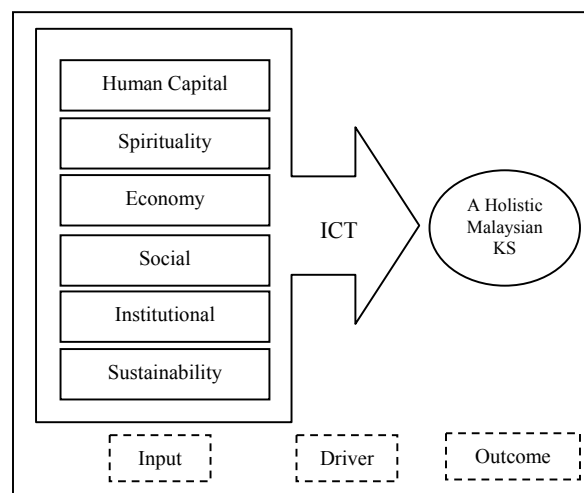 Human Capital
Spirituality
Economy
Social
Institutional
Sustainability
ICT
A Holistic
Malaysian
KS
Input
Driver
Outcome